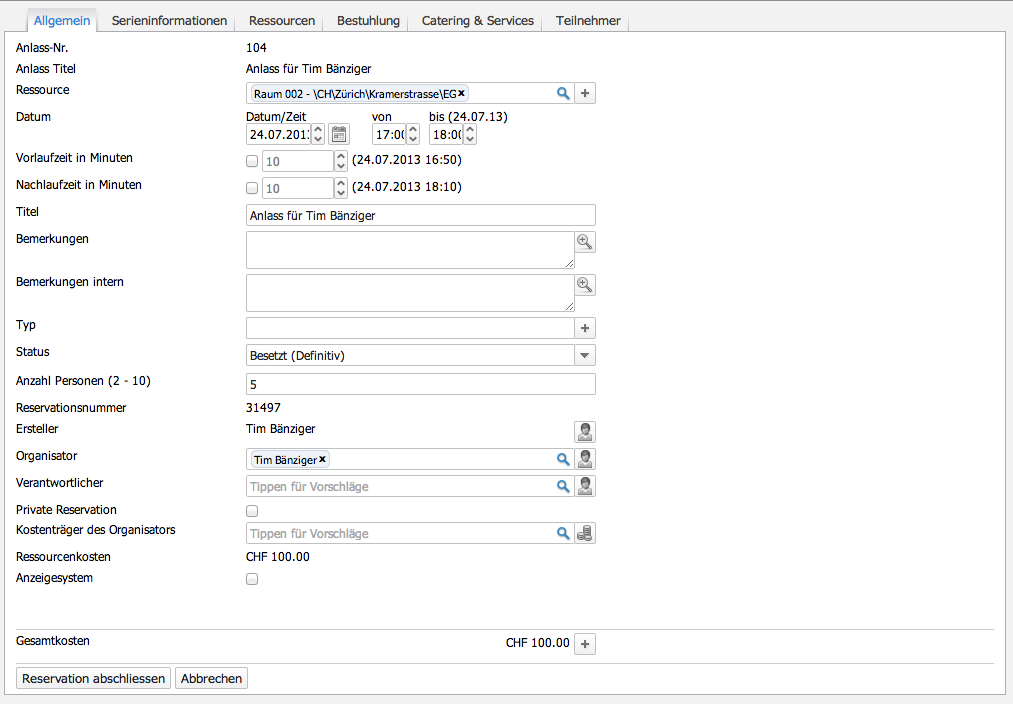 Allgemein Serieninformationen Ressourcen Bestuhlung Catering & Services Teilnehmer
Anlass-Nr. 104
Anlass Titel Anlass für Tim Bänziger
Ressource Raum 002 - \CH\Zürich\Kramerstrasse\EG
Datum Datum/Zeit von bis (24.07.13)
24.07.201 17:0 18:0
Vorlaufzeit in Minuten 10 (24.07.2013 16:50)
Nachlaufzeit in Minuten 10 (24.07.2013 18:10)
Titel Anlass für Tim Bänziger
Bemerkungen
Bemerkungen intern
Typ
Status Besetzt (Definitiv)
Anzahl Personen (2 - 10) 5
Reservationsnummer 31497
Ersteller Tim Bänziger
Organisator Tim Bänziger
Verantwortlicher Tippen für Vorschläge
Private Reservation
Kostenträger des Organisators Tippen für Vorschläge
Ressourcenkosten CHF 100.00
Anzeigesystem
Gesamtkosten CHF 100.00
Reservation abschliessen Abbrechen